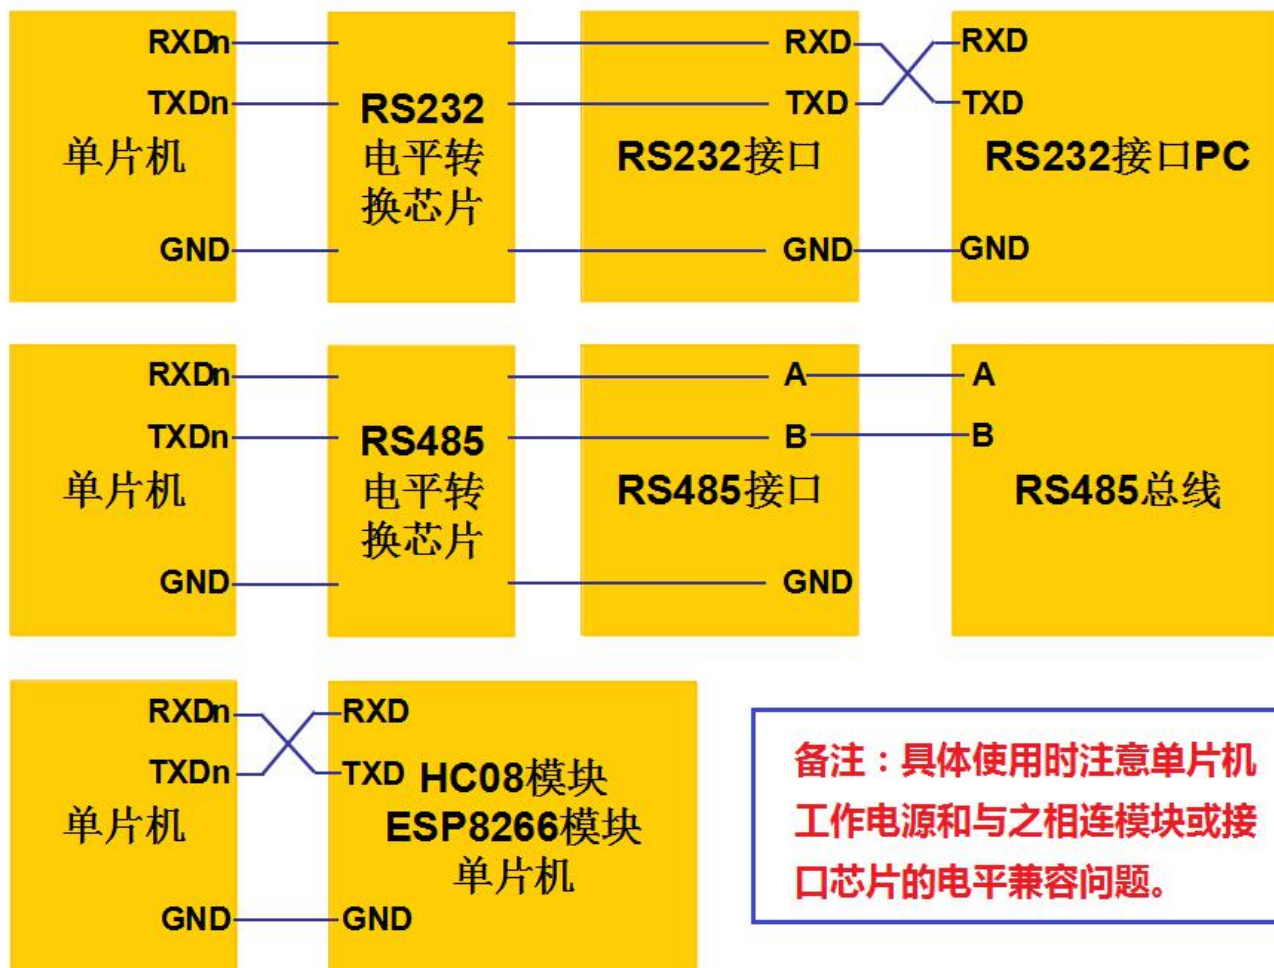 RXDn
TXDn
单片机
GND
RS232
电平转
换芯片
RXD
TXD
RS232接口
GND
RXD
TXD
RS232接口PC
GND
RXDn
TXDn
单片机
GND
RS485
电平转
换芯片
A
B
RS485接口
GND
A
B
RS485总线
RXDn
TXDn
单片机
GND
RXD
TXD
HC08模块
ESP8266模块
单片机
GND
备注：具体使用时注意单片机
工作电源和与之相连模块或接
口芯片的电平兼容问题。